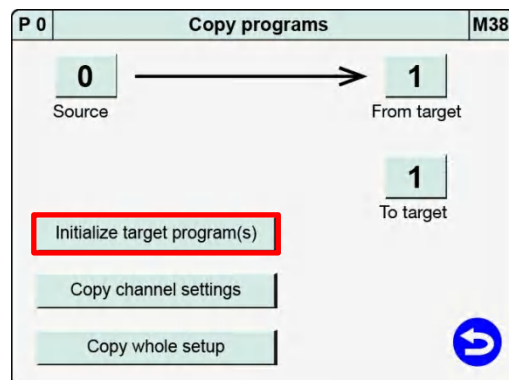 P 0 Copy programs M38
0 1
Source From target
1
To target
Initialize target program(s)
Copy channel settings
Copy whole setup